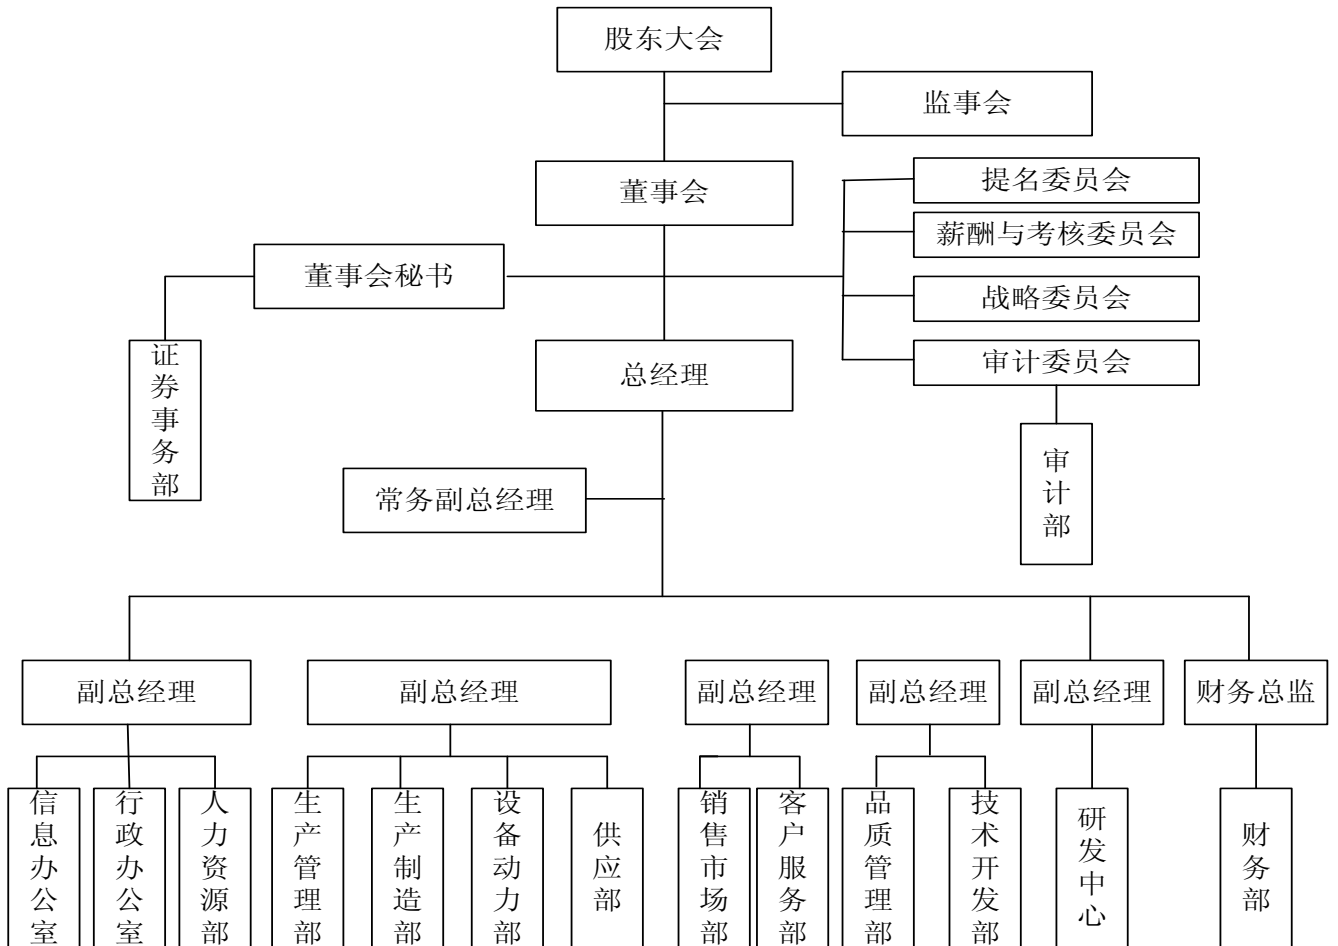 股东大会
监事会
董事会
提名委员会
薪酬与考核委员会
董事会秘书
战略委员会
总经理
审计委员会
证券事务部
审计部
常务副总经理
副总经理
副总经理
副总经理
副总经理
副总经理
财务总监
信息办公室
行政办公室
人力资源部
生产管理部
生产制造部
设备动力部
供应部
销售市场部
客户服务部
品质管理部
技术开发部
研发中心
财务部